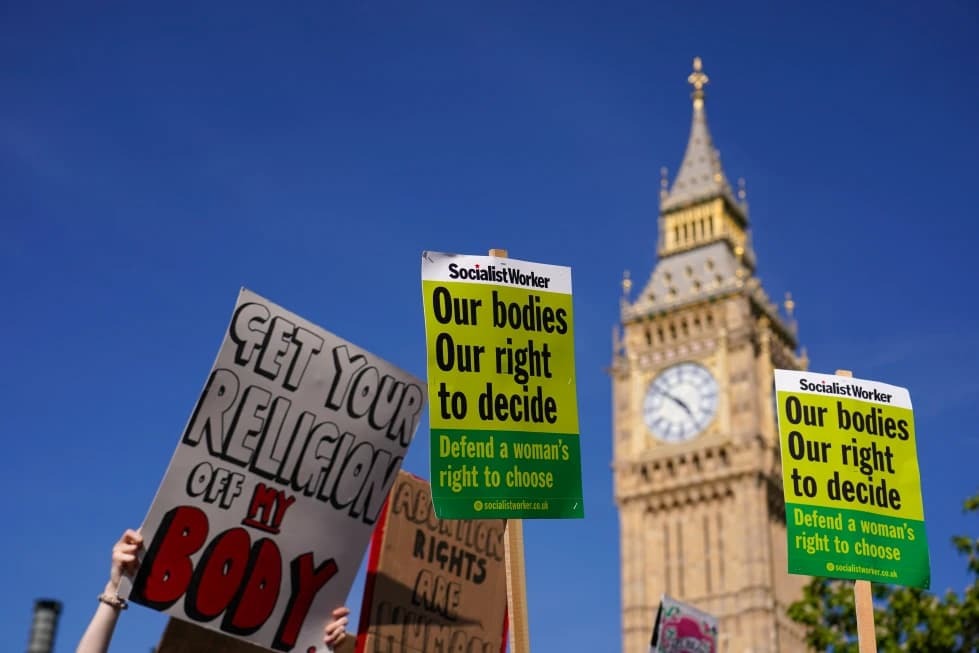 GET YOUR
RELIGION
OFF MY
BODY
ABORTION
RIGHTS
ARE
HUMAN
SocialistWorker
Our bodies
Our right
to decide
Defend a woman's
right to choose
socialistworker.co.uk
SocialistWorker
Our bodies
Our right
to decide
Defend a woman's
right to choose
socialistworker.co.uk